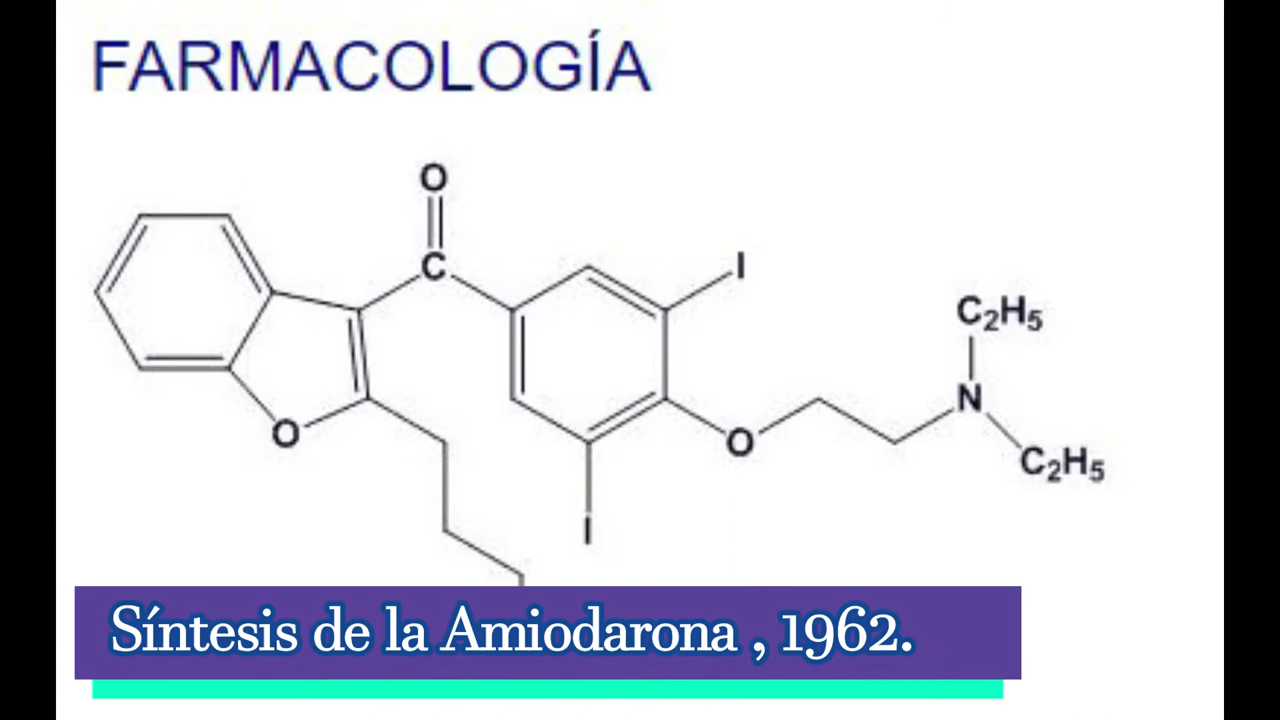 FARMACOLOGÍA
O
C
I
C₂H₅
N
O
O
C₂H₅
I
Síntesis de la Amiodarona , 1962.